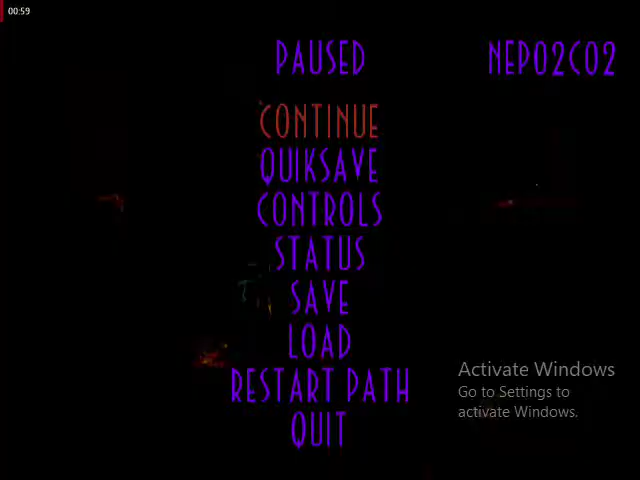 00:59
PAUSED
NEP02C02
CONTINUE
QUIKSAVE
CONTROLS
STATUS
SAVE
LOAD
RESTART PATH
QUIT
Activate Windows
Go to Settings to
activate Windows.